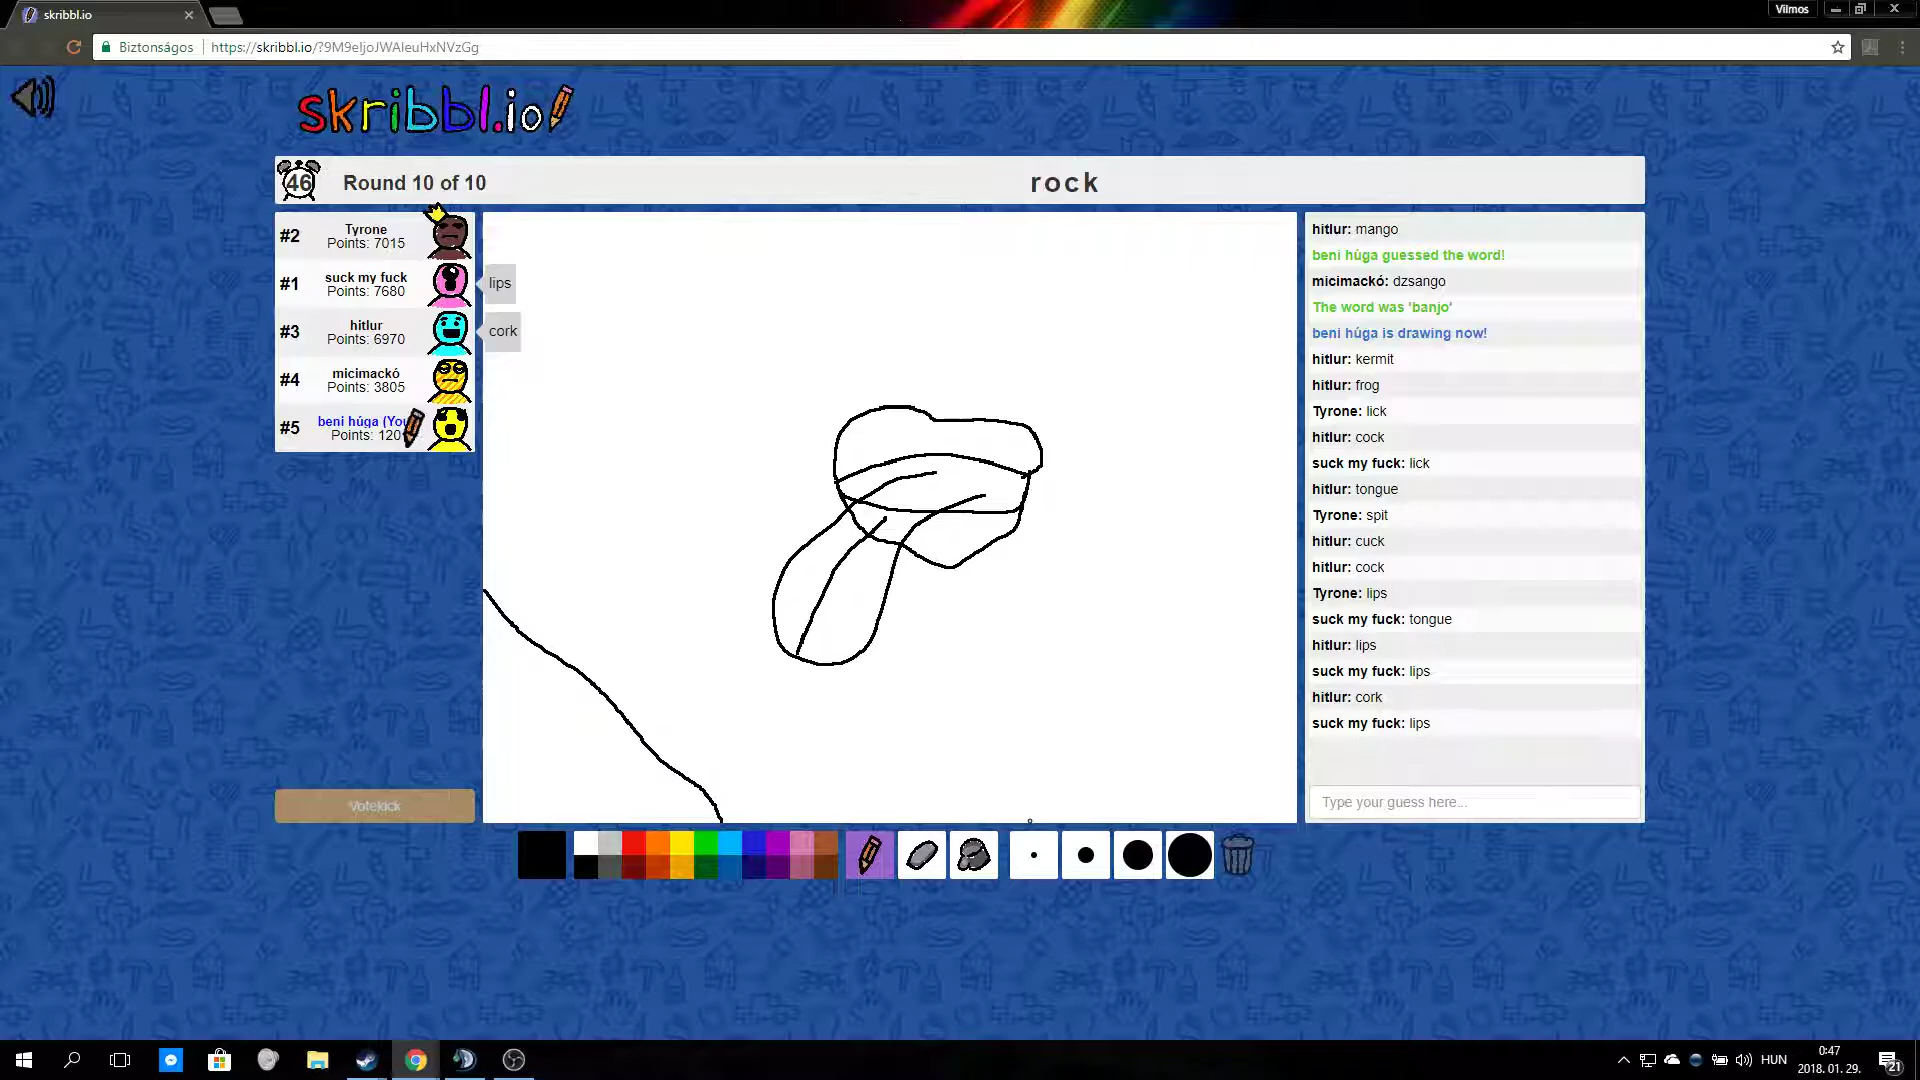 skribbl.io
Vilmos
Biztonságos
https://skribbl.io/?9M9eIjoJWAleuHxNVzGg
skribbl.io
46
Round 10 of 10
rock
#2
Tyrone
Points: 7015
#1
suck my fuck
Points: 7680
lips
#3
hitlur
Points: 6970
cork
#4
micimackó
Points: 3805
#5
beni húga (You
Points: 120
Votekick
hitlur: mango
beni húga guessed the word!
micimackó: dzsango
The word was 'banjo'
beni húga is drawing now!
hitlur: kermit
hitlur: frog
Tyrone: lick
hitlur: cock
suck my fuck: lick
hitlur: tongue
Tyrone: spit
hitlur: cuck
hitlur: cock
Tyrone: lips
suck my fuck: tongue
hitlur: lips
suck my fuck: lips
hitlur: cork
suck my fuck: lips
Type your guess here...
HUN
0:47
2018. 01. 29.
21